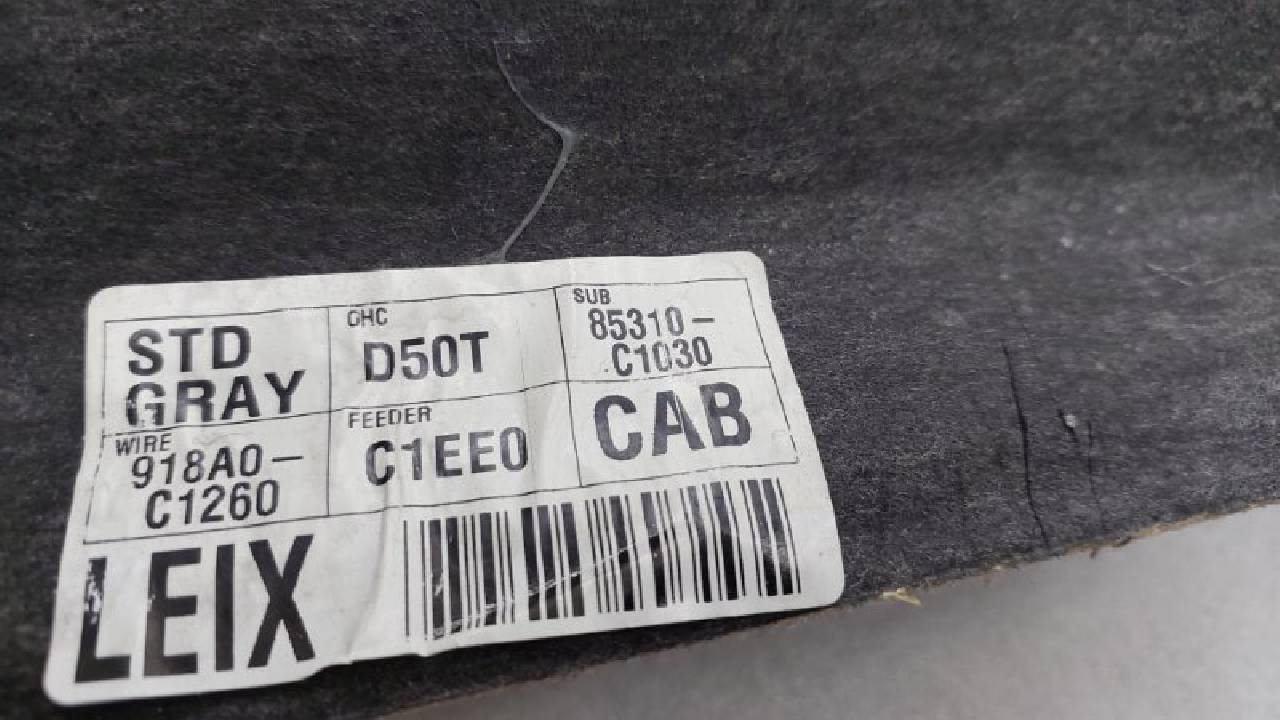 STD
GRAY
OHC
D50T
SUB
85310-
C1030
WIRE
918A0-
C1260
FEEDER
C1EE0
CAB
LEIX